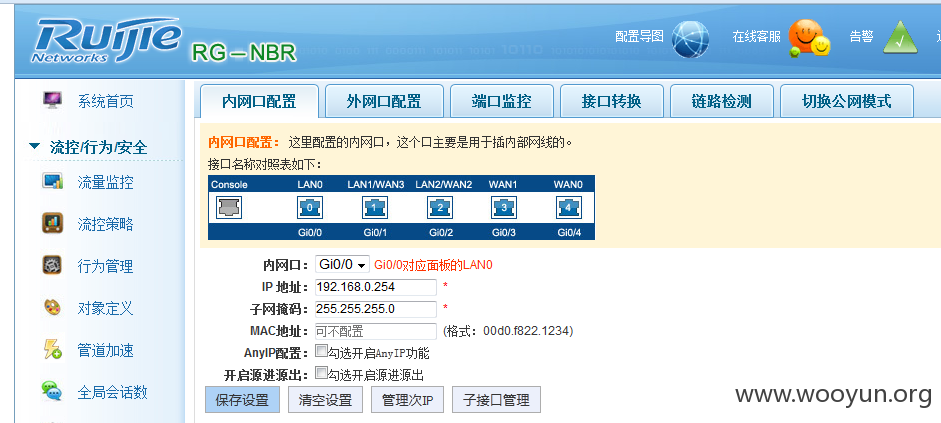 Ruijie
Networks
RG-NBR
配置导图
在线客服
告警
系统首页
流控/行为/安全
流量监控
流控策略
行为管理
对象定义
管道加速
全局会话数
内网口配置
外网口配置
端口监控
接口转换
链路检测
切换公网模式
内网口配置： 这里配置的内网口，这个口主要是用于插内部网线的。
接口名称对照表如下：
Console LAN0 LAN1/WAN3 LAN2/WAN2 WAN1 WAN0
0 1 2 3 4
Gi0/0 Gi0/1 Gi0/2 Gi0/3 Gi0/4
内网口： Gi0/0 Gi0/0对应面板的LAN0
IP 地址： 192.168.0.254 *
子网掩码： 255.255.255.0 *
MAC地址： 可不配置 (格式：00d0.f822.1234)
AnyIP配置： 勾选开启AnyIP功能
开启源进源出： 勾选开启源进源出
保存设置 清空设置 管理次IP 子接口管理
www.wooyun.org